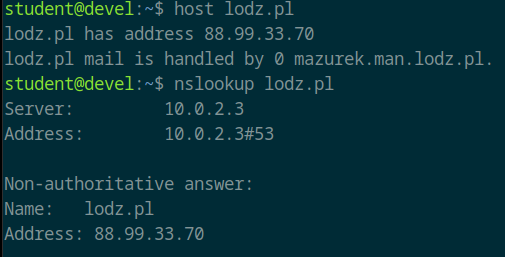 student@devel:~$ host lodz.pl
lodz.pl has address 88.99.33.70
lodz.pl mail is handled by 0 mazurek.man.lodz.pl.
student@devel:~$ nslookup lodz.pl
Server:         10.0.2.3
Address:        10.0.2.3#53

Non-authoritative answer:
Name:   lodz.pl
Address: 88.99.33.70